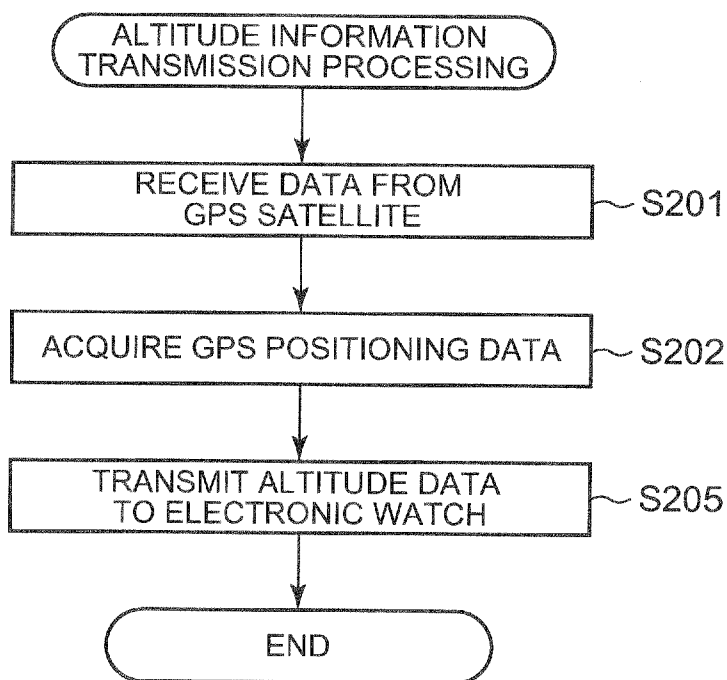 ALTITUDE INFORMATION
TRANSMISSION PROCESSING
RECEIVE DATA FROM
GPS SATELLITE
S201
ACQUIRE GPS POSITIONING DATA
S202
TRANSMIT ALTITUDE DATA
TO ELECTRONIC WATCH
S205
END